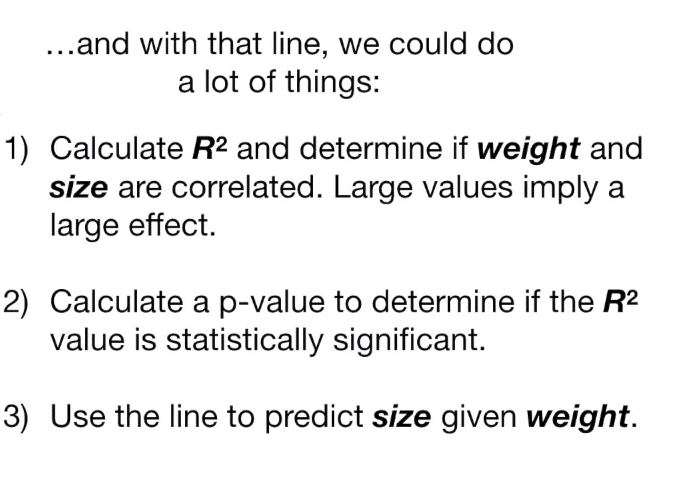 ...and with that line, we could do
a lot of things:
1) Calculate R² and determine if weight and
size are correlated. Large values imply a
large effect.
2) Calculate a p-value to determine if the R²
value is statistically significant.
3) Use the line to predict size given weight.